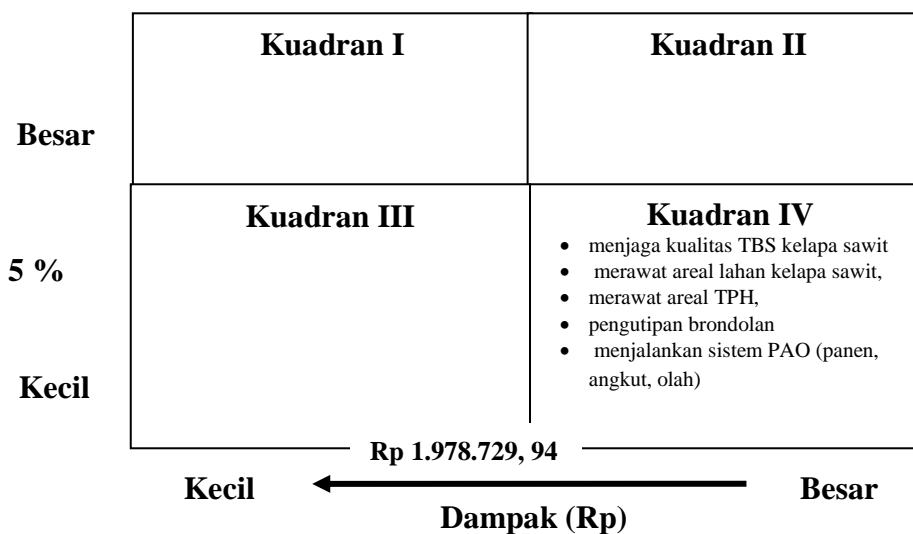 Kuadran I
Kuadran II
Besar
Kuadran III
Kuadran IV
• menjaga kualitas TBS kelapa sawit
• merawat areal lahan kelapa sawit,
• merawat areal TPH,
• pengutipan brondolan
• menjalankan sistem PAO (panen,
angkut, olah)
5 %
Kecil
Rp 1.978.729, 94
Kecil
Besar
Dampak (Rp)